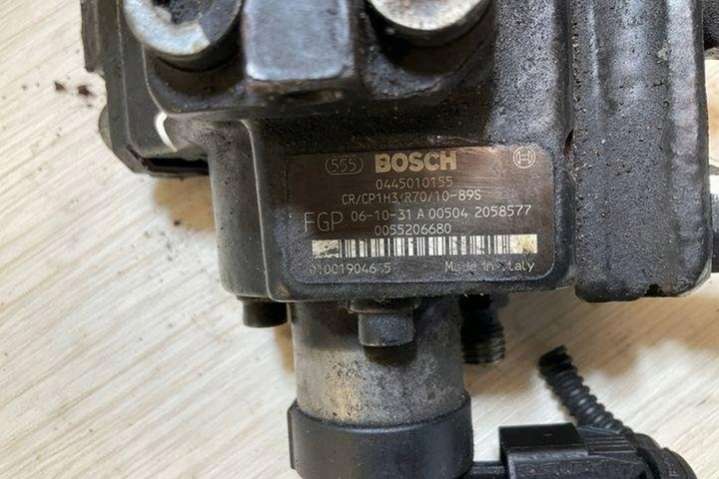 555 BOSCH
0445010155
CR/CP1H3/R70/10-89S
FGP 06-10-31 A 00504 2058577
0055206680
Made in Italy